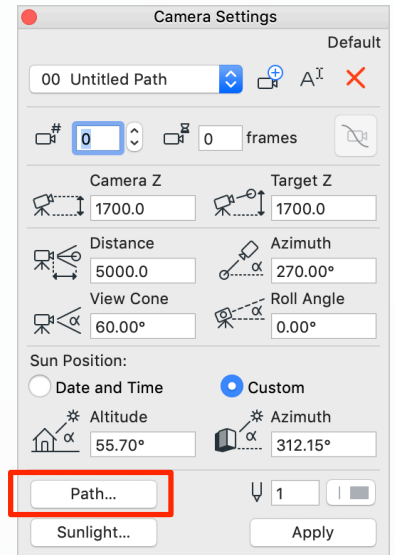 Camera Settings
Default
00 Untitled Path
# 0 0 frames
Camera Z Target Z
1700.0 1700.0
Distance Azimuth
5000.0 α 270.00°
View Cone Roll Angle
α 60.00° α 0.00°
Sun Position:
Date and Time Custom
Altitude Azimuth
α 55.70° α 312.15°
Path... 1
Sunlight... Apply